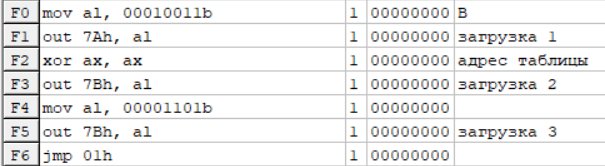 F0 mov al, 00010011b 1 00000000 В
F1 out 7Ah, al 1 00000000 загрузка 1
F2 xor ax, ax 1 00000000 адрес таблицы
F3 out 7Bh, al 1 00000000 загрузка 2
F4 mov al, 00001101b 1 00000000
F5 out 7Bh, al 1 00000000 загрузка 3
F6 jmp 01h 1 00000000